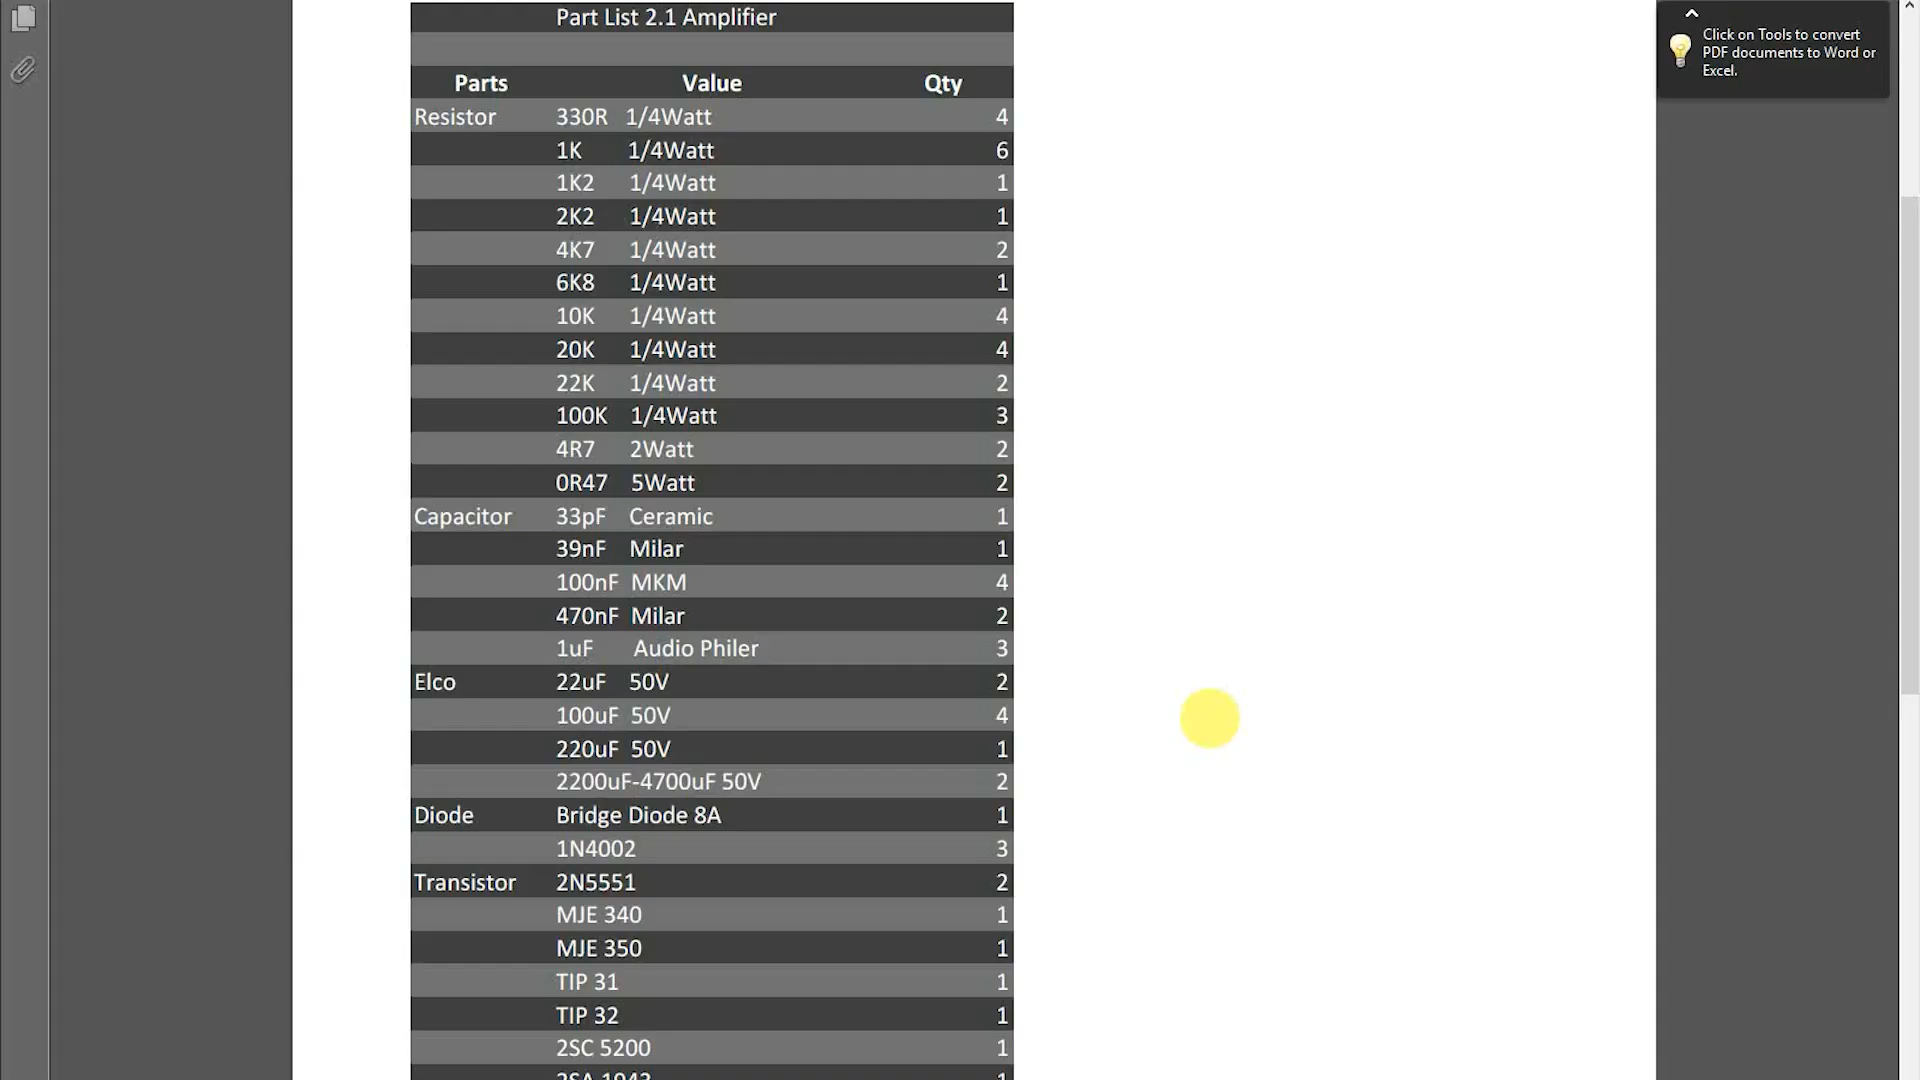 Part List 2.1 Amplifier
Parts Value Qty
Resistor 330R 1/4Watt 4
1K 1/4Watt 6
1K2 1/4Watt 1
2K2 1/4Watt 1
4K7 1/4Watt 2
6K8 1/4Watt 1
10K 1/4Watt 4
20K 1/4Watt 4
22K 1/4Watt 2
100K 1/4Watt 3
4R7 2Watt 2
0R47 5Watt 2
Capacitor 33pF Ceramic 1
39nF Milar 1
100nF MKM 4
470nF Milar 2
1uF Audio Philer 3
Elco 22uF 50V 2
100uF 50V 4
220uF 50V 1
2200uF-4700uF 50V 2
Diode Bridge Diode 8A 1
1N4002 3
Transistor 2N5551 2
MJE 340 1
MJE 350 1
TIP 31 1
TIP 32 1
2SC 5200 1
2SA 1943 1
Click on Tools to convert
PDF documents to Word or
Excel.